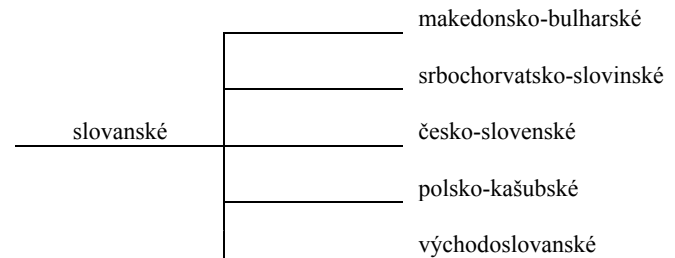 makedonsko-bulharské
srbochorvatsko-slovinské
slovanské
česko-slovenské
polsko-kašubské
východoslovanské